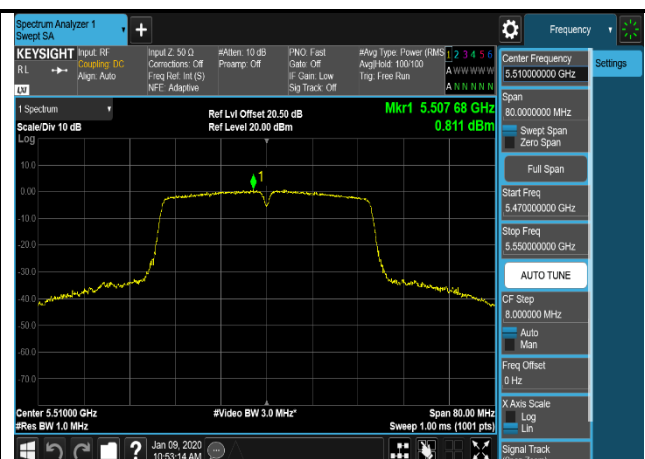 Spectrum Analyzer 1
Swept SA
+
Frequency
KEYSIGHT
RL
LXI
Input: RF
Coupling: DC
Align: Auto
Input Z: 50 Ω
Corrections: Off
Freq Ref: Int (S)
NFE: Adaptive
#Atten: 10 dB
Preamp: Off
PNO: Fast
Gate: Off
IF Gain: Low
Sig Track: Off
#Avg Type: Power (RMS
Avg|Hold: 100/100
Trig: Free Run
1 2 3 4 5 6
A W W W W W
A N N N N N
1 Spectrum
Scale/Div 10 dB
Log
Ref Lvl Offset 20.50 dB
Ref Level 20.00 dBm
Mkr1 5.507 68 GHz
0.811 dBm
1
10.0
0.00
-10.0
-20.0
-30.0
-40.0
-50.0
-60.0
-70.0
Center 5.51000 GHz
#Res BW 1.0 MHz
#Video BW 3.0 MHz*
Span 80.00 MHz
Sweep 1.00 ms (1001 pts)
?
Jan 09, 2020
10:53:14 AM
Center Frequency
5.510000000 GHz
Settings
Span
80.0000000 MHz
Swept Span
Zero Span
Full Span
Start Freq
5.470000000 GHz
Stop Freq
5.550000000 GHz
AUTO TUNE
CF Step
8.000000 MHz
Auto
Man
Freq Offset
0 Hz
X Axis Scale
Log
Lin
Signal Track